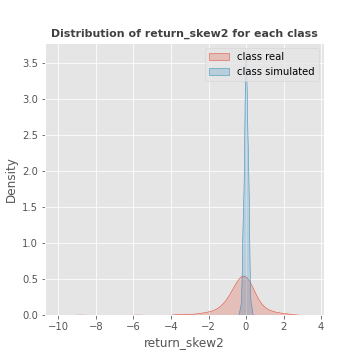 Distribution of return_skew2 for each class
class real
class simulated
3.5
3.0
2.5
2.0
1.5
1.0
0.5
0.0
Density
−10 −8 −6 −4 −2 0 2 4
return_skew2